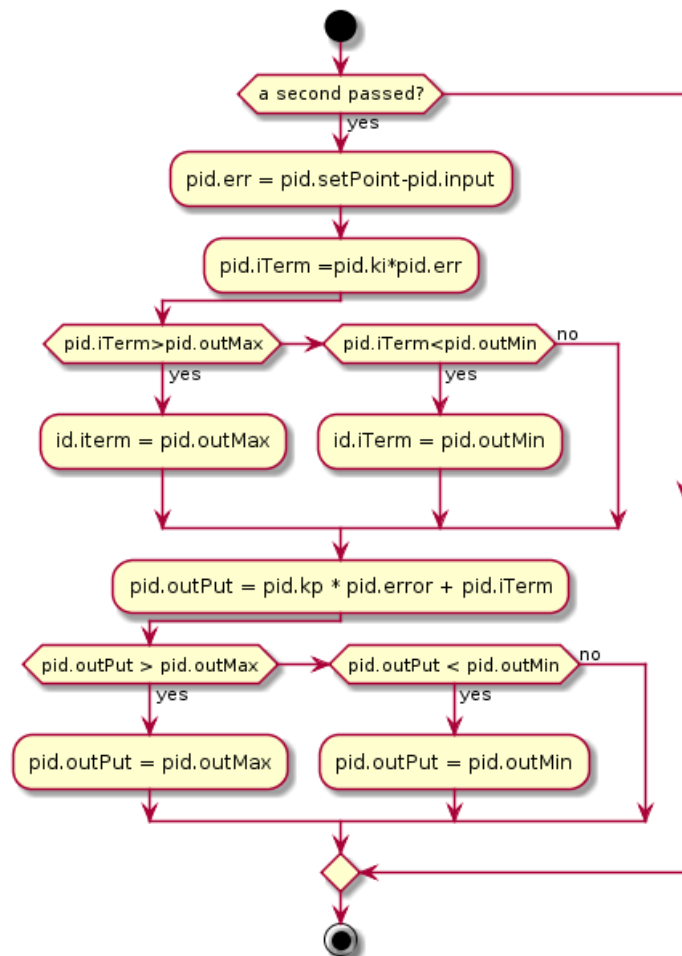 a second passed?
yes
pid.err = pid.setPoint-pid.input
pid.iTerm =pid.ki*pid.err
pid.iTerm>pid.outMax
pid.iTerm<pid.outMin
no
yes
yes
id.iterm = pid.outMax
id.iTerm = pid.outMin
pid.outPut = pid.kp * pid.error + pid.iTerm
pid.outPut > pid.outMax
pid.outPut < pid.outMin
no
yes
yes
pid.outPut = pid.outMax
pid.outPut = pid.outMin